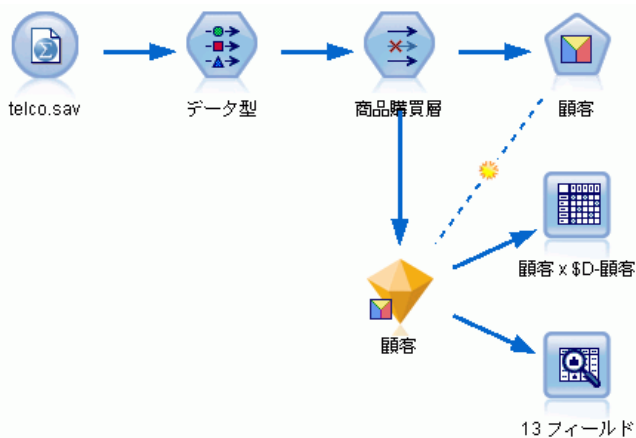 telco.sav
データ型
商品購買層
顧客
顧客 x $D-顧客
顧客
13 フィールド